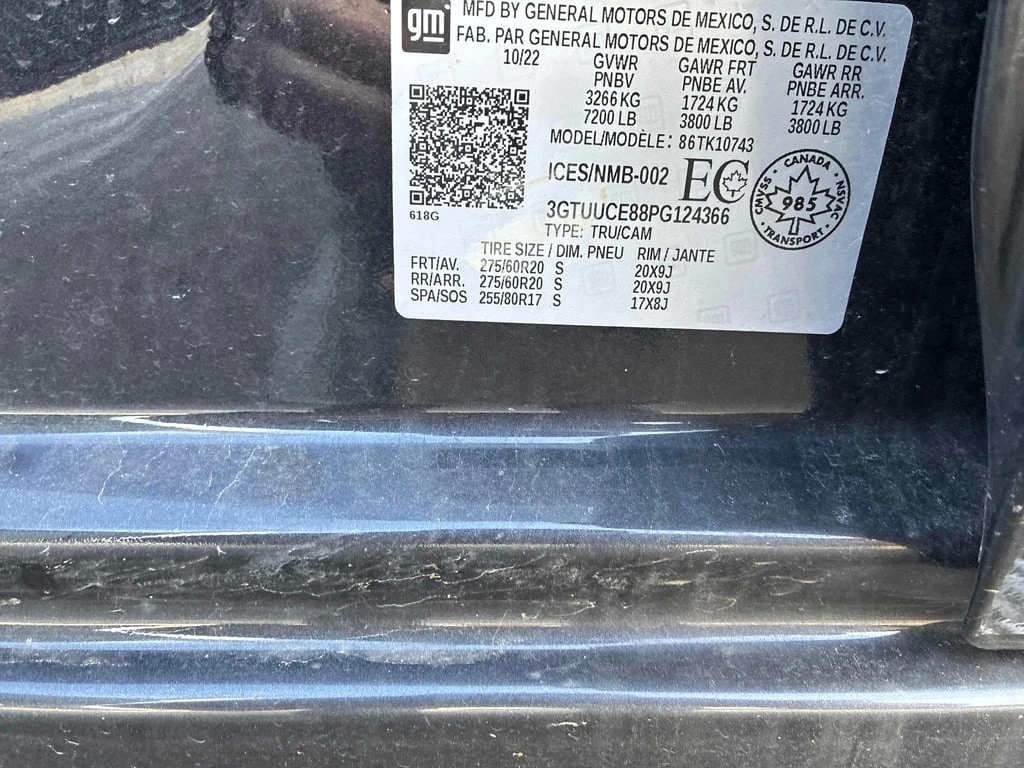 gm
MFD BY GENERAL MOTORS DE MEXICO, S. DE R.L. DE C.V.
FAB. PAR GENERAL MOTORS DE MEXICO, S. DE R.L. DE C.V.
10/22 GVWR GAWR FRT GAWR RR
PNBV PNBE AV. PNBE ARR.
3266 KG 1724 KG 1724 KG
7200 LB 3800 LB 3800 LB
MODEL/MODÈLE: 86TK10743
ICES/NMB-002 EC
CANADA
CMVSS 985 NSVAC
TRANSPORT
3GTUUCE88PG124366
618G
TYPE: TRU/CAM
TIRE SIZE / DIM. PNEU RIM / JANTE
FRT/AV. 275/60R20 S 20X9J
RR/ARR. 275/60R20 S 20X9J
SPA/SOS 255/80R17 S 17X8J